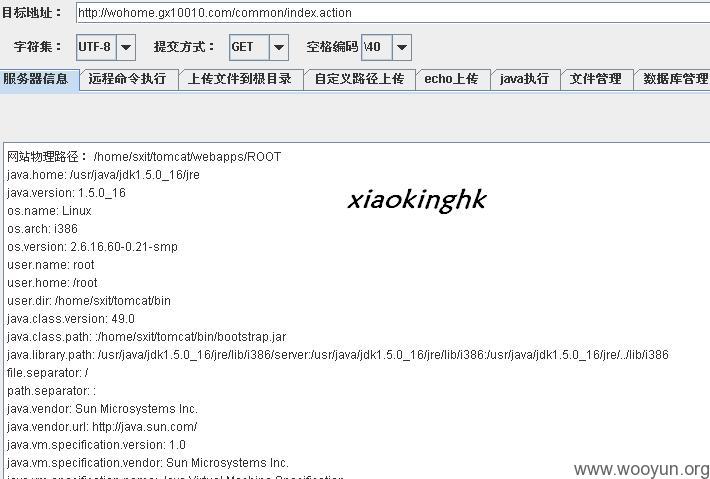 目标地址： http://wohome.gx10010.com/common/index.action
字符集： UTF-8 提交方式： GET 空格编码 \40
服务器信息 远程命令执行 上传文件到根目录 自定义路径上传 echo上传 java执行 文件管理 数据库管理
网站物理路径： /home/sxit/tomcat/webapps/ROOT
java.home: /usr/java/jdk1.5.0_16/jre
java.version: 1.5.0_16
os.name: Linux
os.arch: i386
os.version: 2.6.16.60-0.21-smp
user.name: root
user.home: /root
user.dir: /home/sxit/tomcat/bin
java.class.version: 49.0
java.class.path: :/home/sxit/tomcat/bin/bootstrap.jar
java.library.path: /usr/java/jdk1.5.0_16/jre/lib/i386/server:/usr/java/jdk1.5.0_16/jre/lib/i386:/usr/java/jdk1.5.0_16/jre/../lib/i386
file.separator: /
path.separator: :
java.vendor: Sun Microsystems Inc.
java.vendor.url: http://java.sun.com/
java.vm.specification.version: 1.0
java.vm.specification.vendor: Sun Microsystems Inc.
java.vm.specification.name: Java Virtual Machine Specification
xiaokinghk
www.wooyun.org